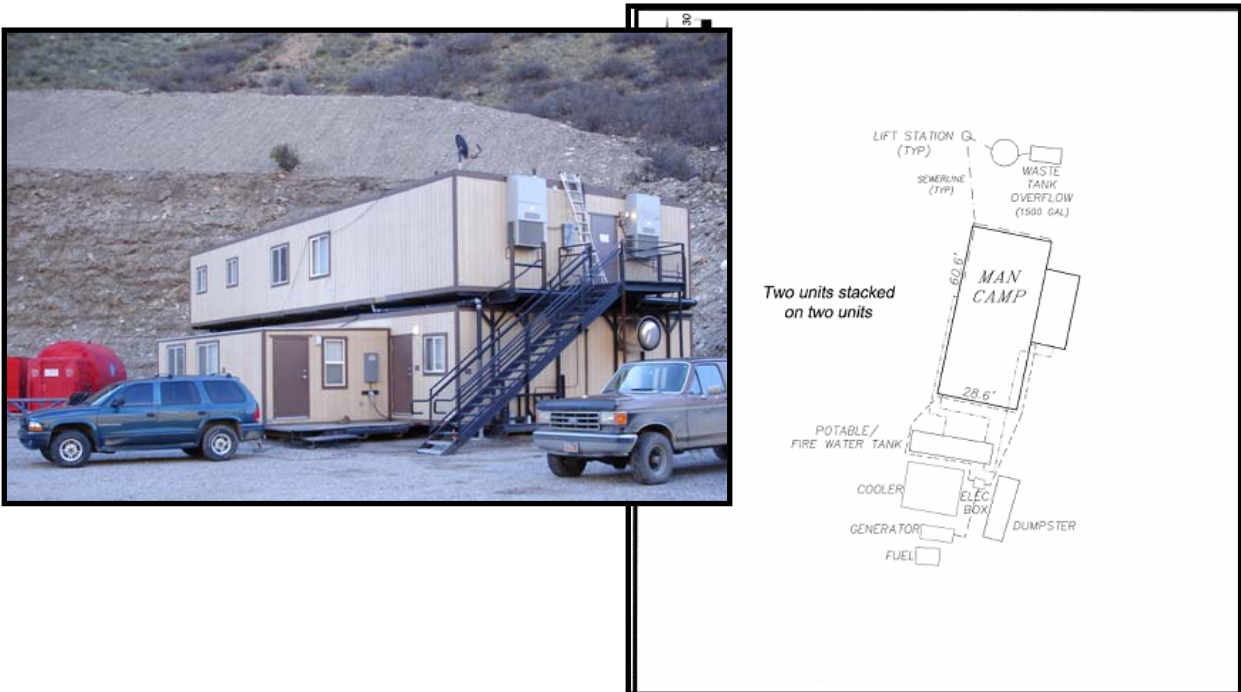 30
LIFT STATION
(TYP)
SEWERLINE
(TYP)
WASTE
TANK
OVERFLOW
(1500 GAL)
60.6'
MAN
CAMP
Two units stacked
on two units
28.6'
POTABLE/
FIRE WATER TANK
COOLER
ELEC
BOX
DUMPSTER
GENERATOR
FUEL